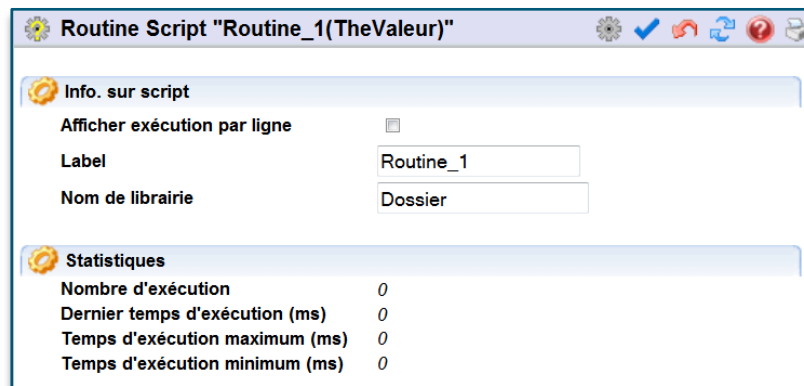 Routine Script "Routine_1(TheValeur)"
Info. sur script
Afficher exécution par ligne
Label Routine_1
Nom de librairie Dossier
Statistiques
Nombre d'exécution 0
Dernier temps d'exécution (ms) 0
Temps d'exécution maximum (ms) 0
Temps d'exécution minimum (ms) 0